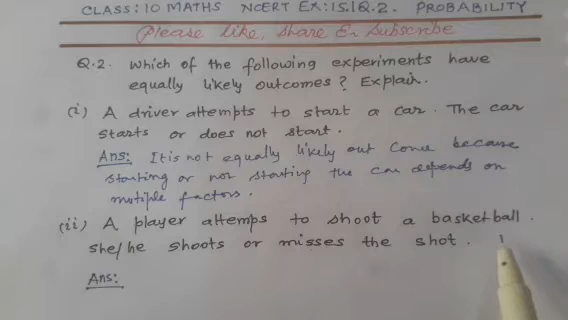 CLASS: 10 MATHS NCERT EX: 15.1 Q.2. PROBABILITY
Please like, share & subscribe
Q.2. Which of the following experiments have
equally likely outcomes? Explain.
(i) A driver attempts to start a car. The car
starts or does not start.
Ans: It is not equally likely out come because
starting or not starting the car depends on
multiple factors.
(ii) A player attemps to shoot a basketball.
she/he shoots or misses the shot.
Ans: